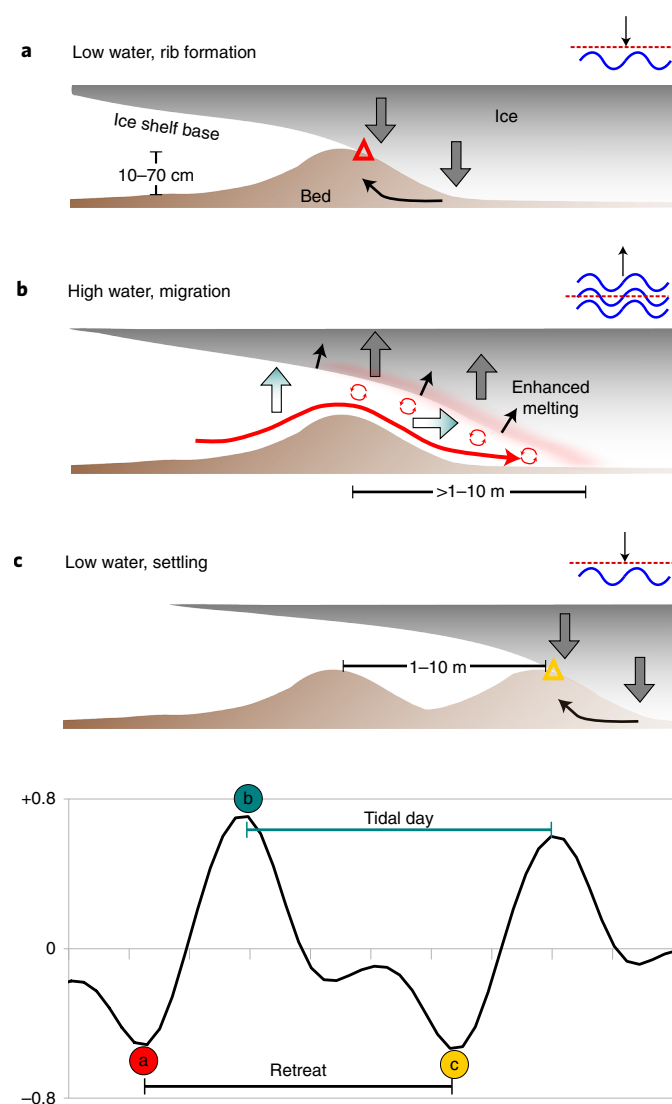 a
Low water, rib formation
Ice shelf base
Ice
10–70 cm
Bed
b
High water, migration
Enhanced
melting
>1–10 m
c
Low water, settling
1–10 m
+0.8
b
Tidal day
0
a
c
Retreat
–0.8